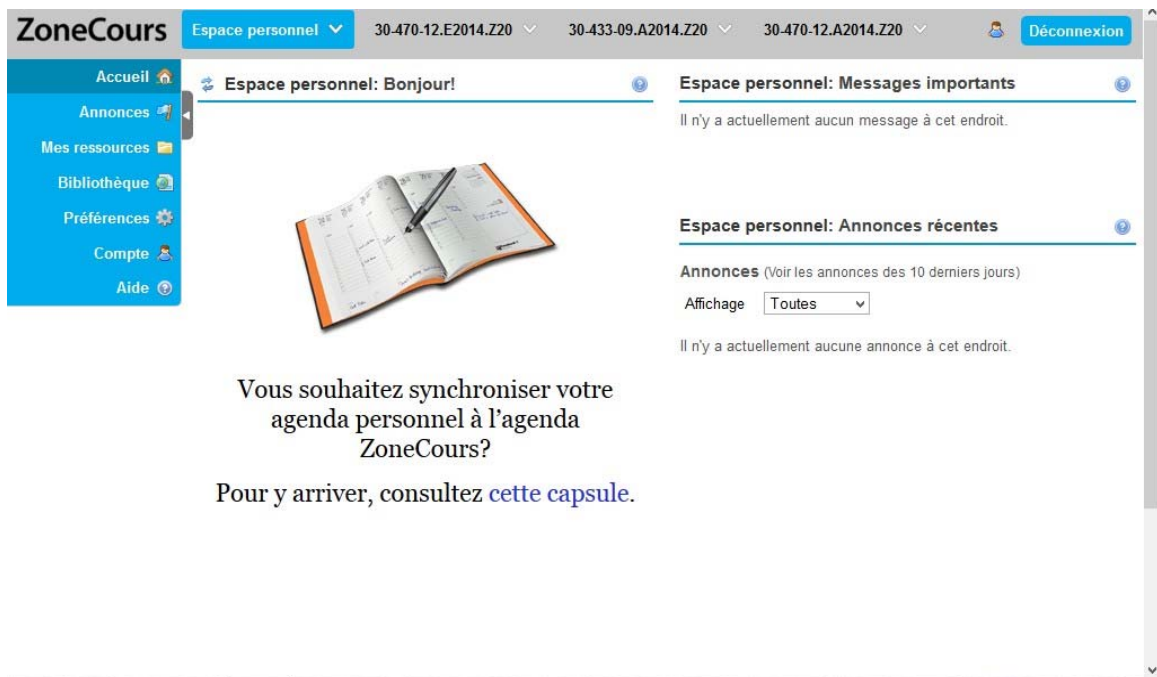 ZoneCours
Espace personnel
30-470-12.E2014.Z20
30-433-09.A2014.Z20
30-470-12.A2014.Z20
Déconnexion
Accueil
Annonces
Mes ressources
Bibliothèque
Préférences
Compte
Aide
Espace personnel: Bonjour!
Vous souhaitez synchroniser votre
agenda personnel à l'agenda
ZoneCours?
Pour y arriver, consultez cette capsule.
Espace personnel: Messages importants
Il n'y a actuellement aucun message à cet endroit.
Espace personnel: Annonces récentes
Annonces (Voir les annonces des 10 derniers jours)
Affichage Toutes
Il n'y a actuellement aucune annonce à cet endroit.